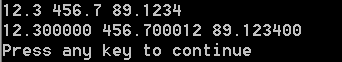 12.3 456.7 89.1234
12.300000 456.700012 89.123400
Press any key to continue